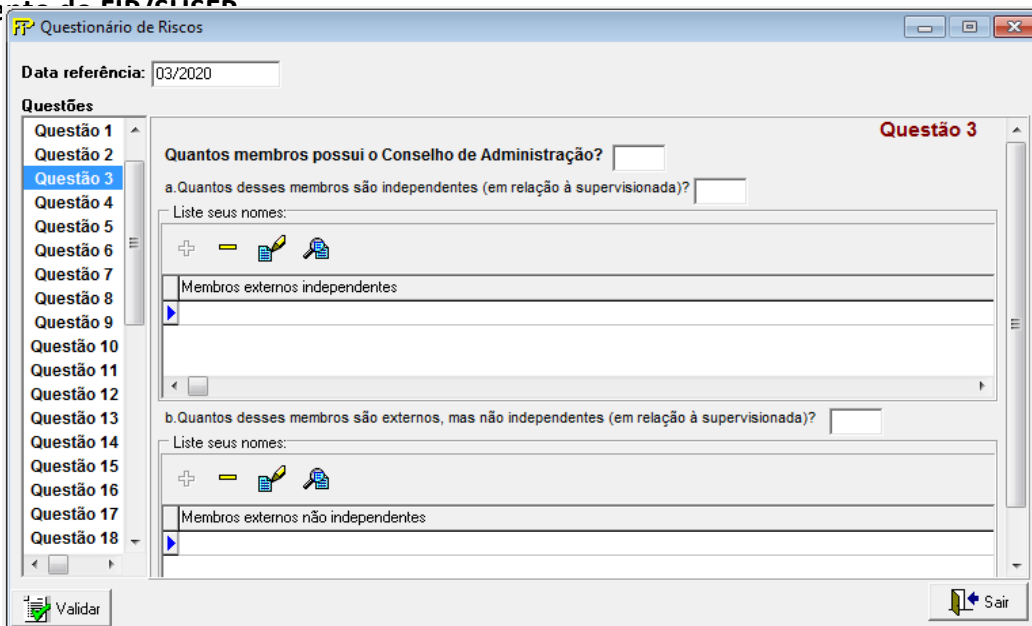 FIP/SUSEP
Questionário de Riscos
Data referência: 03/2020
Questões
Questão 1
Questão 2
Questão 3
Questão 4
Questão 5
Questão 6
Questão 7
Questão 8
Questão 9
Questão 10
Questão 11
Questão 12
Questão 13
Questão 14
Questão 15
Questão 16
Questão 17
Questão 18
Questão 3
Quantos membros possui o Conselho de Administração?
a.Quantos desses membros são independentes (em relação à supervisionada)?
Liste seus nomes:
Membros externos independentes
b.Quantos desses membros são externos, mas não independentes (em relação à supervisionada)?
Liste seus nomes:
Membros externos não independentes
Validar
Sair